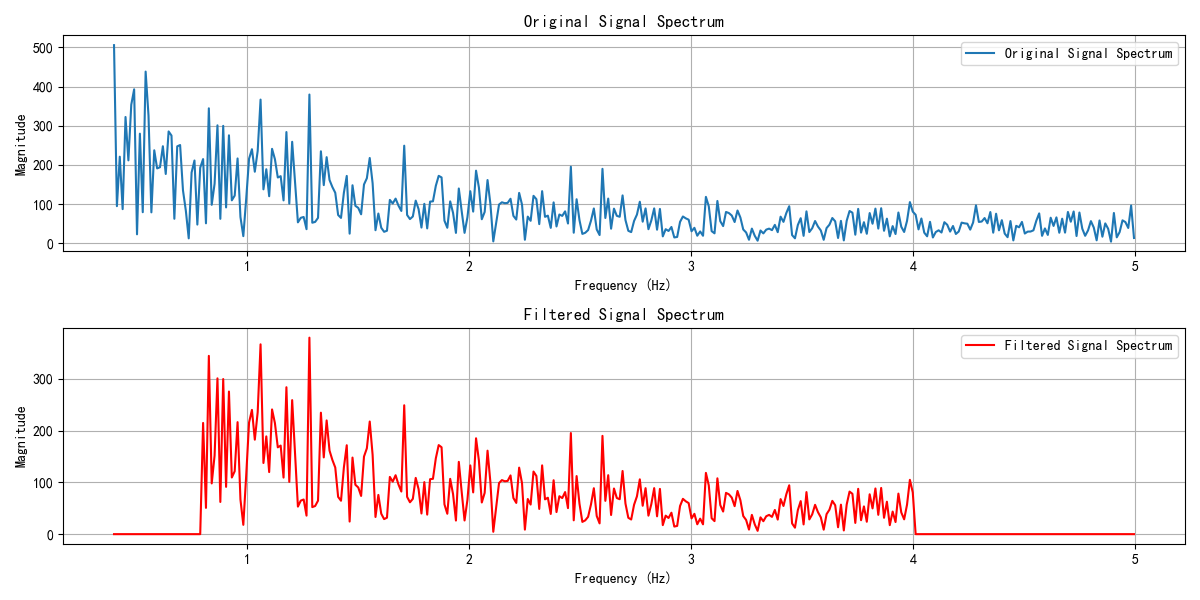 Original Signal Spectrum
500
400
300
200
100
0
Magnitude
Original Signal Spectrum
1 2 3 4 5
Frequency (Hz)
Filtered Signal Spectrum
300
200
100
0
Magnitude
Filtered Signal Spectrum
1 2 3 4 5
Frequency (Hz)